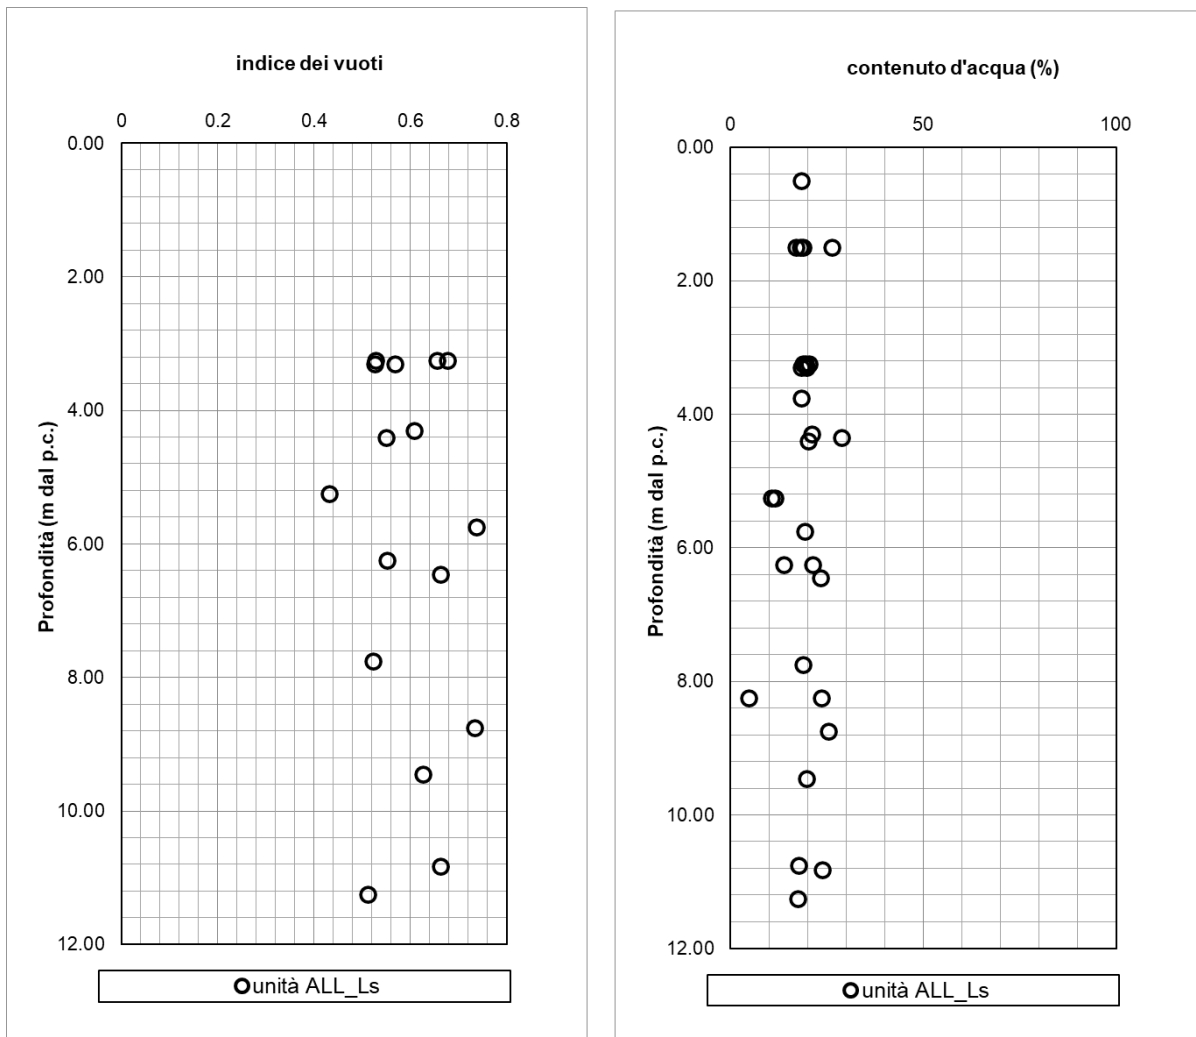 indice dei vuoti
0 0.2 0.4 0.6 0.8
0.00
2.00
4.00
6.00
8.00
10.00
12.00
Profondità (m dal p.c.)
unità ALL_Ls
contenuto d'acqua (%)
0 50 100
0.00
2.00
4.00
6.00
8.00
10.00
12.00
Profondità (m dal p.c.)
unità ALL_Ls